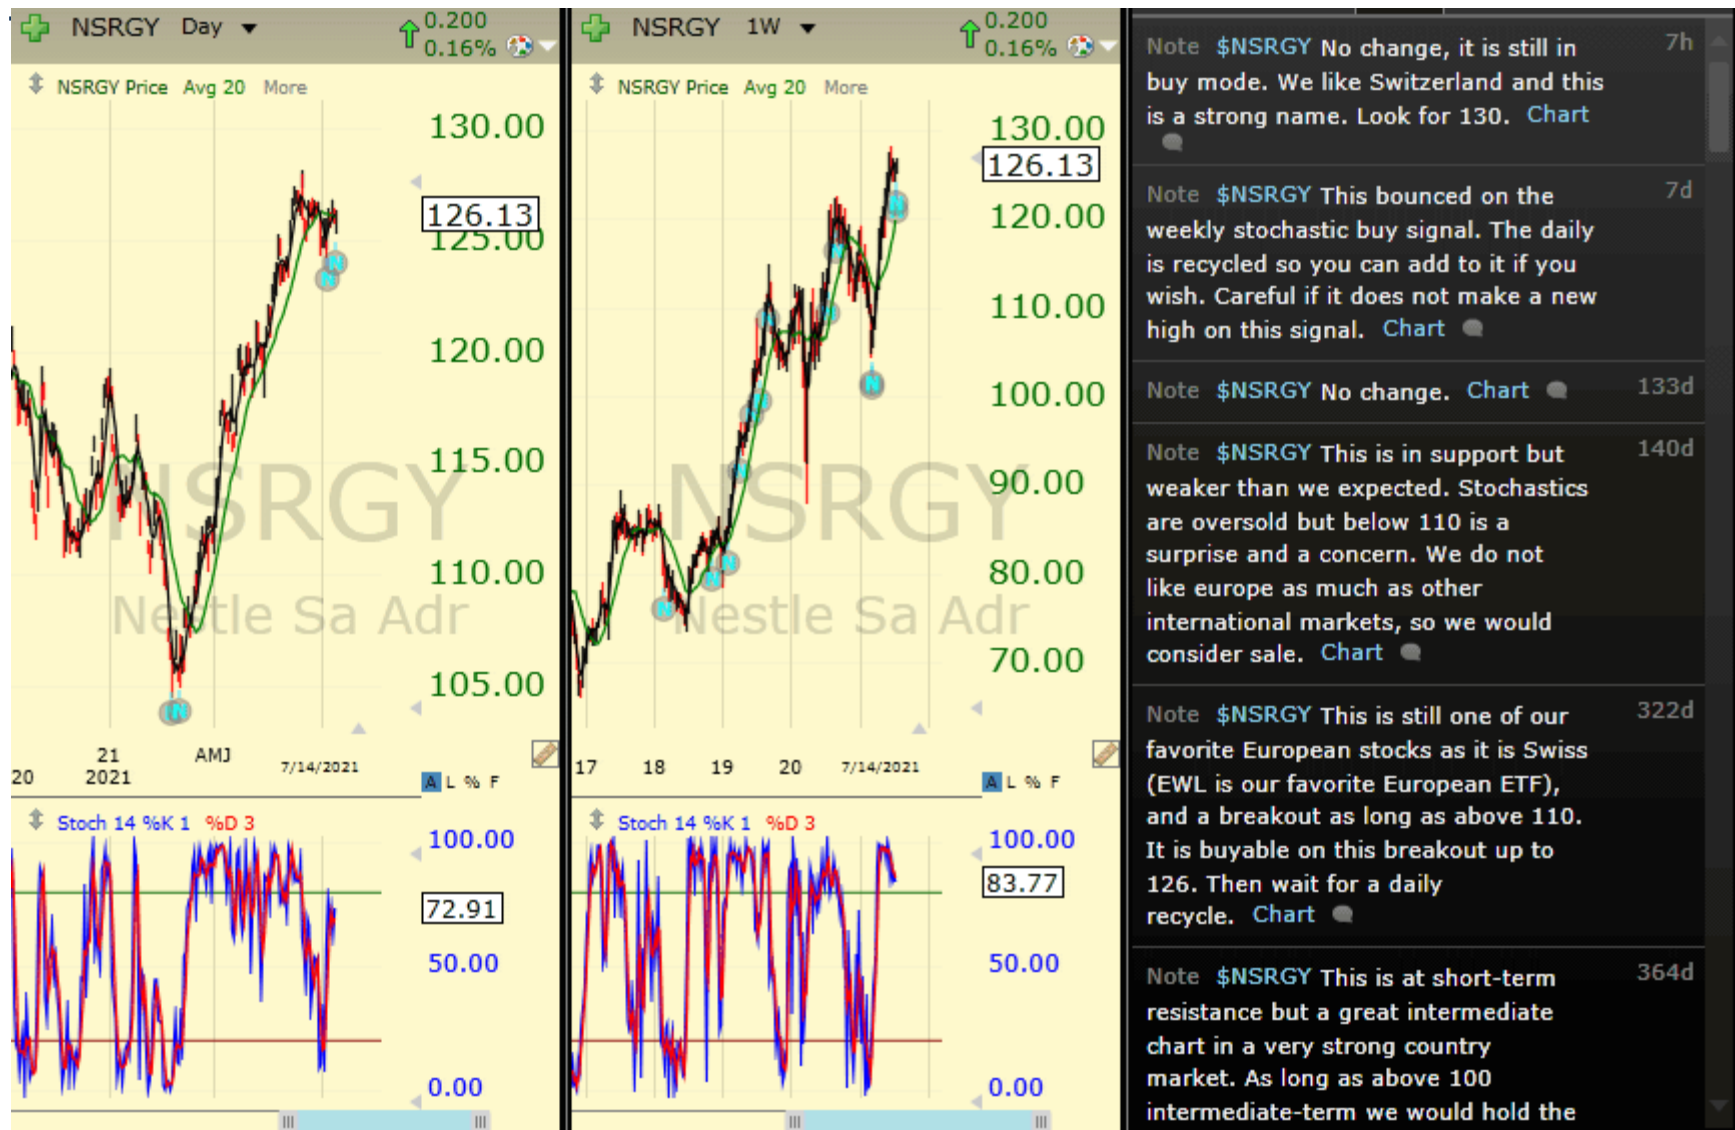 NSRGY Day
0.200
0.16%
NSRGY Price Avg 20 More
130.00
126.13
125.00
120.00
115.00
110.00
105.00
NSRGY
Nestle Sa Adr
N
N
N
20
21
2021
AMJ
7/14/2021
A L % F
Stoch 14 %K 1 %D 3
100.00
72.91
50.00
0.00
NSRGY 1W
0.200
0.16%
NSRGY Price Avg 20 More
130.00
126.13
120.00
110.00
100.00
90.00
80.00
70.00
NSRGY
Nestle Sa Adr
N
N
N
N
N
N
N
N
N
N
17 18 19 20 7/14/2021
A L % F
Stoch 14 %K 1 %D 3
100.00
83.77
50.00
0.00
Note $NSRGY No change, it is still in 7h
buy mode. We like Switzerland and this
is a strong name. Look for 130. Chart
Note $NSRGY This bounced on the 7d
weekly stochastic buy signal. The daily
is recycled so you can add to it if you
wish. Careful if it does not make a new
high on this signal. Chart
Note $NSRGY No change. Chart 133d
Note $NSRGY This is in support but 140d
weaker than we expected. Stochastics
are oversold but below 110 is a
surprise and a concern. We do not
like europe as much as other
international markets, so we would
consider sale. Chart
Note $NSRGY This is still one of our 322d
favorite European stocks as it is Swiss
(EWL is our favorite European ETF),
and a breakout as long as above 110.
It is buyable on this breakout up to
126. Then wait for a daily
recycle. Chart
Note $NSRGY This is at short-term 364d
resistance but a great intermediate
chart in a very strong country
market. As long as above 100
intermediate-term we would hold the